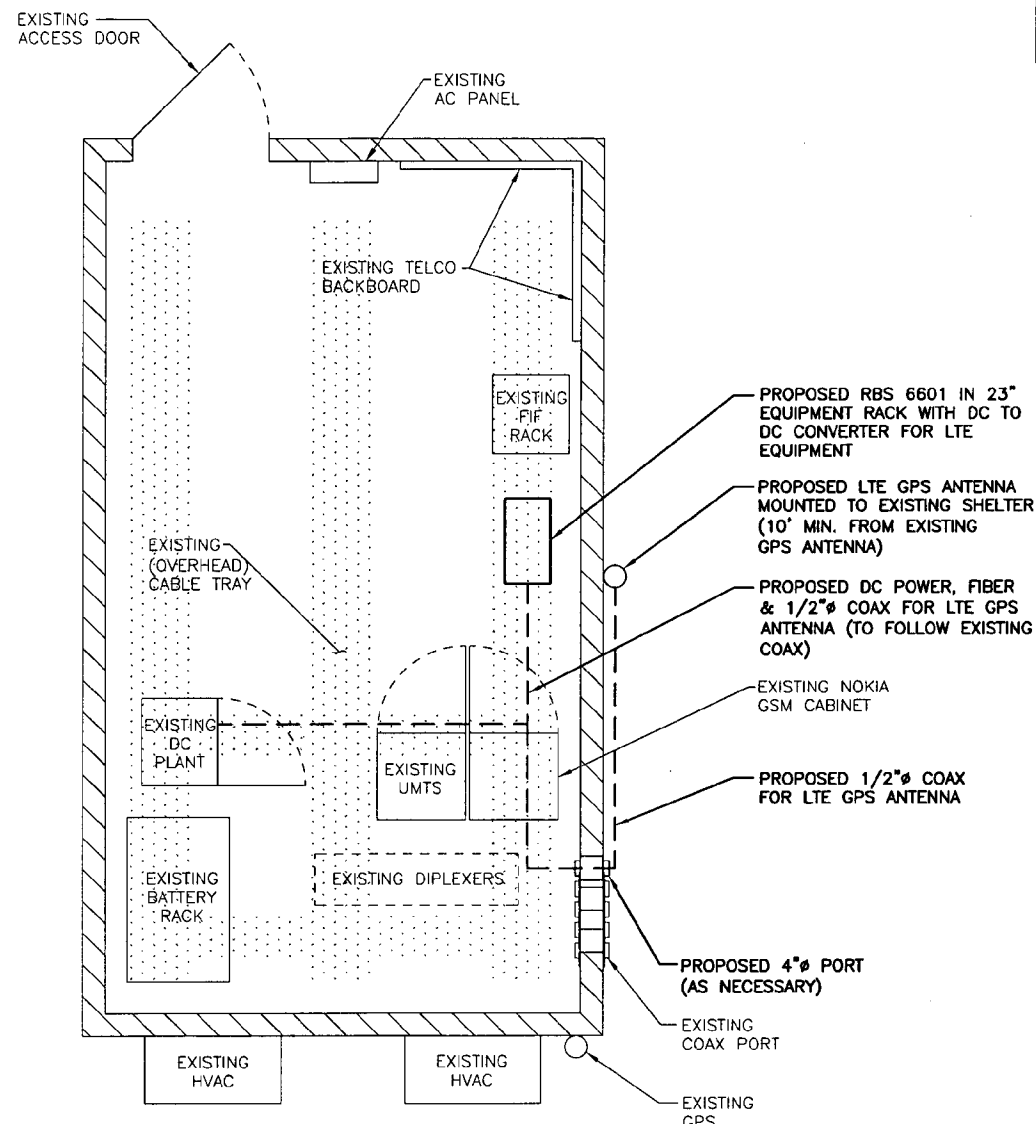 EXISTING
ACCESS DOOR
EXISTING
AC PANEL
EXISTING TELCO
BACKBOARD
EXISTING
FIF
RACK
PROPOSED RBS 6601 IN 23"
EQUIPMENT RACK WITH DC TO
DC CONVERTER FOR LTE
EQUIPMENT
PROPOSED LTE GPS ANTENNA
MOUNTED TO EXISTING SHELTER
(10' MIN. FROM EXISTING
GPS ANTENNA)
EXISTING
(OVERHEAD)
CABLE TRAY
PROPOSED DC POWER, FIBER
& 1/2"ø COAX FOR LTE GPS
ANTENNA (TO FOLLOW EXISTING
COAX)
EXISTING NOKIA
GSM CABINET
EXISTING
DC
PLANT
EXISTING
UMTS
PROPOSED 1/2"ø COAX
FOR LTE GPS ANTENNA
EXISTING
BATTERY
RACK
EXISTING DIPLEXERS
PROPOSED 4"ø PORT
(AS NECESSARY)
EXISTING
COAX PORT
EXISTING
HVAC
EXISTING
HVAC
EXISTING
GPS